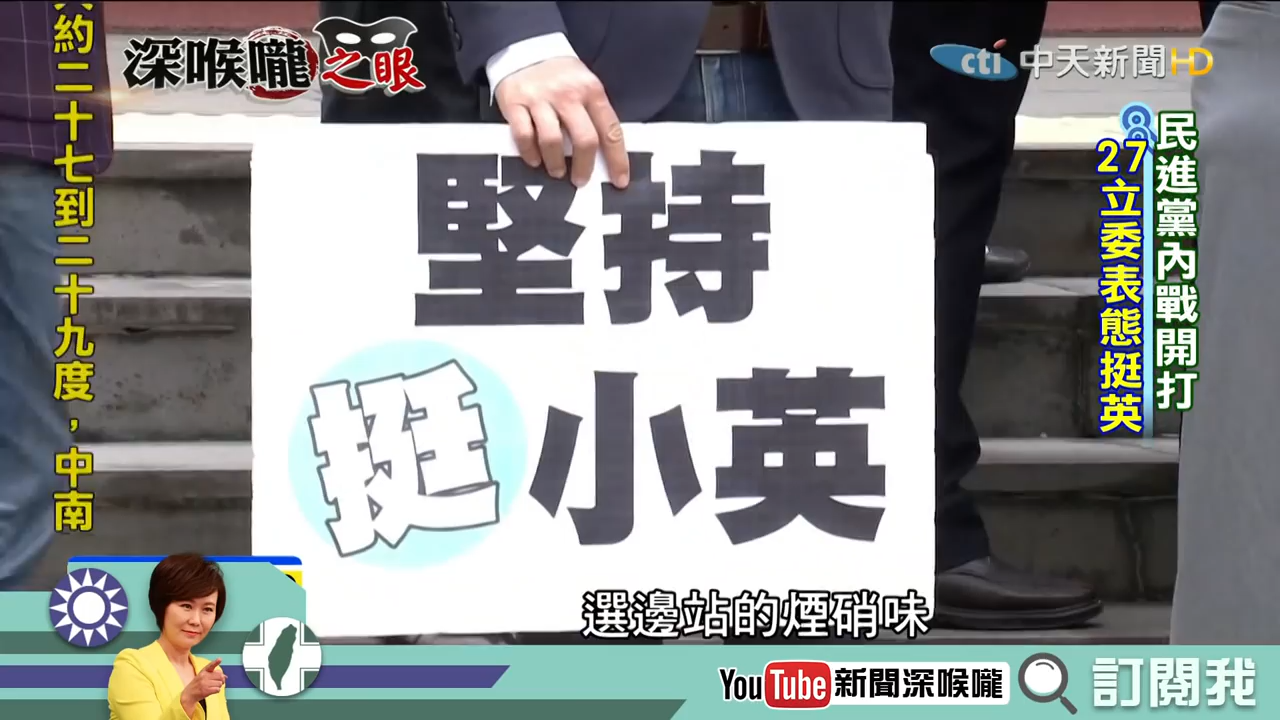 約二十七到二十九度，中南
深喉嚨之眼
cti 中天新聞HD
民進黨內戰開打
27立委表態挺英
堅持
挺小英
選邊站的煙硝味
YouTube 新聞深喉嚨
訂閱我